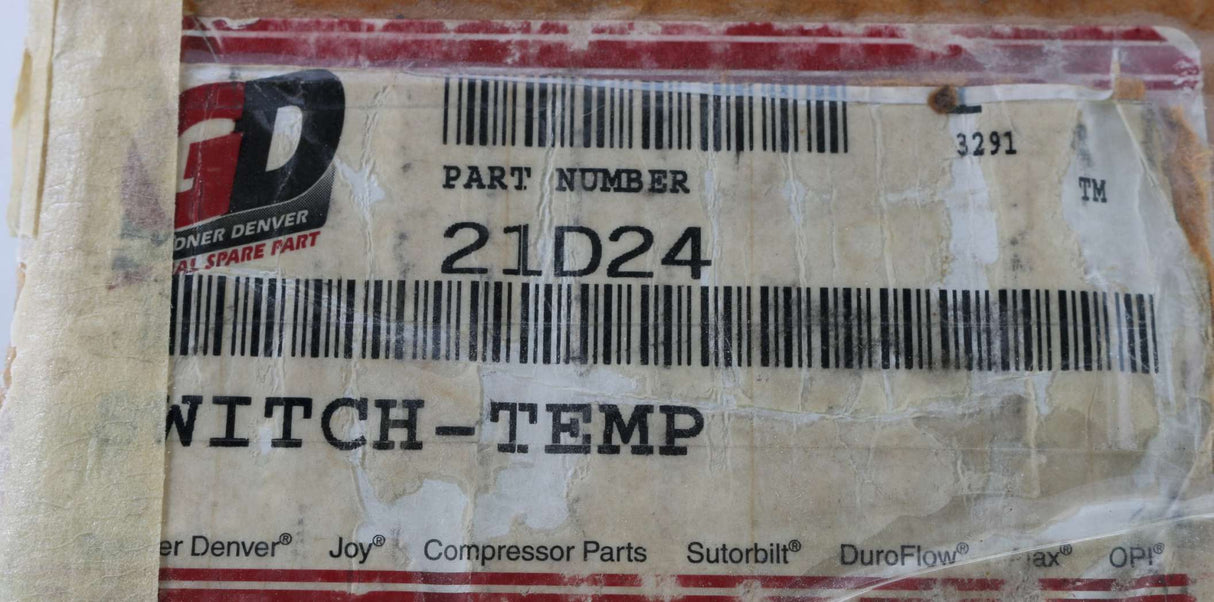 GD
3291
PART NUMBER
TM
DNER DENVER
AL SPARE PART
21D24
WITCH-TEMP
er Denver® Joy® Compressor Parts Sutorbilt® DuroFlow® ax® OPI®